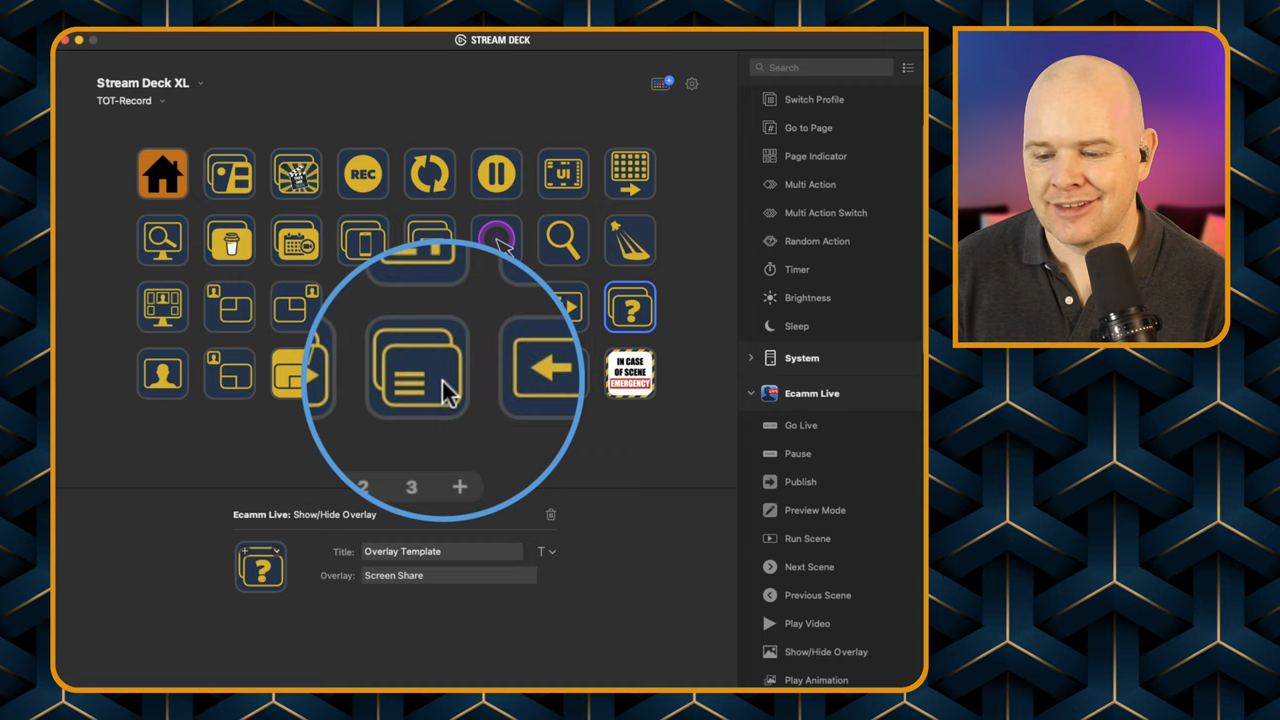 STREAM DECK
Stream Deck XL
TOT-Record
REC
UI
?
IN CASE
OF SCENE
EMERGENCY
2
3
+
Ecamm Live: Show/Hide Overlay
?
Title:
Overlay Template
T
Overlay:
Screen Share
Search
Switch Profile
Go to Page
Page Indicator
Multi Action
Multi Action Switch
Random Action
Timer
Brightness
Sleep
System
Ecamm Live
Go Live
Pause
Publish
Preview Mode
Run Scene
Next Scene
Previous Scene
Play Video
Show/Hide Overlay
Play Animation